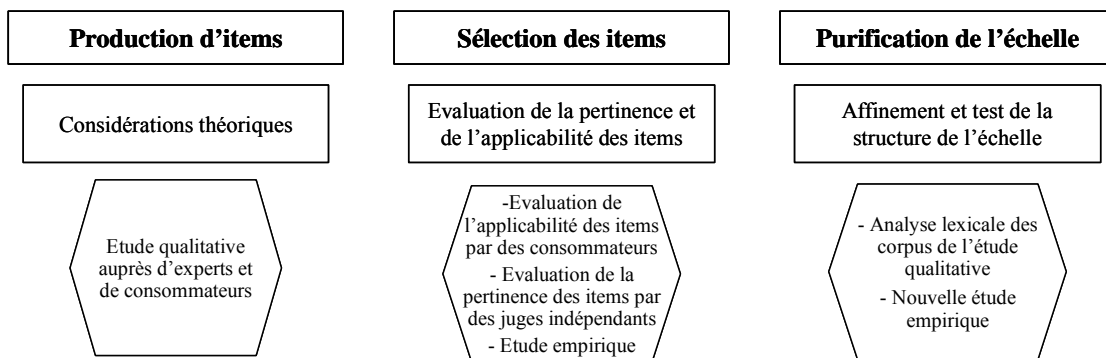 Production d'items
Considérations théoriques
Etude qualitative
auprès d'experts et
de consommateurs
Sélection des items
Evaluation de la pertinence et
de l'applicabilité des items
-Evaluation de
l'applicabilité des items
par des consommateurs
- Evaluation de la
pertinence des items par
des juges indépendants
- Etude empirique
Purification de l'échelle
Affinement et test de la
structure de l'échelle
- Analyse lexicale des
corpus de l'étude
qualitative
- Nouvelle étude
empirique